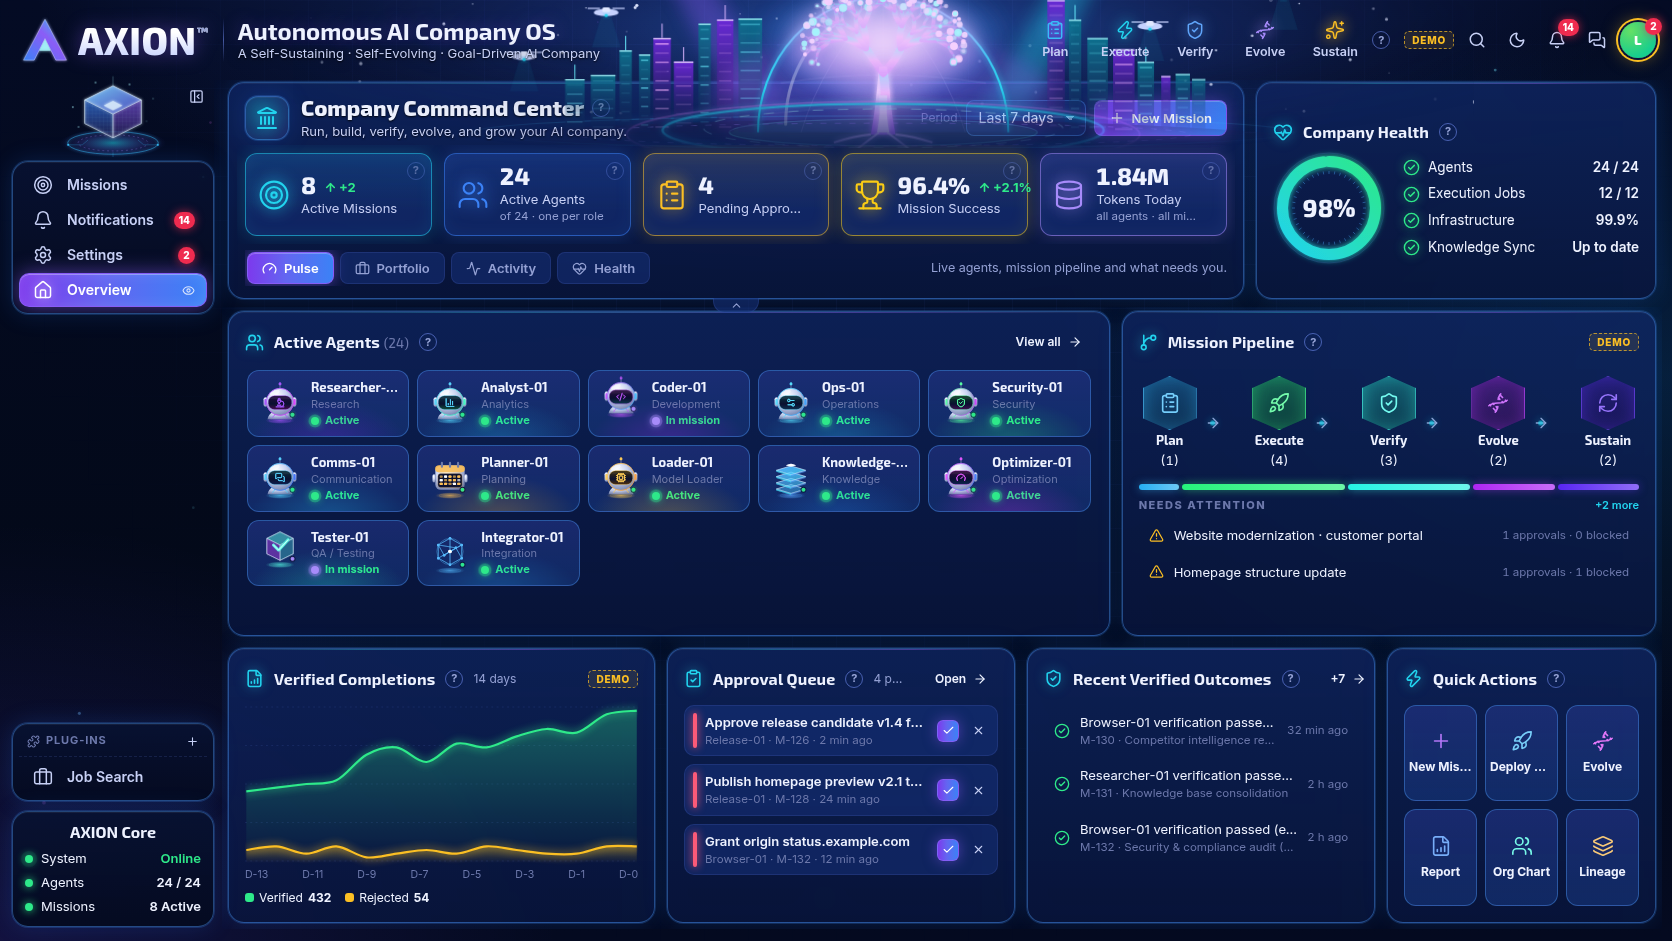 AXION™
Autonomous AI Company OS
A Self-Sustaining · Self-Evolving · Goal-Driven AI Company
Plan
Execute
Verify
Evolve
Sustain
?
DEMO
14
2
L
Missions
Notifications 14
Settings 2
Overview
PLUG-INS +
Job Search
AXION Core
System Online
Agents 24 / 24
Missions 8 Active
Company Command Center ?
Run, build, verify, evolve, and grow your AI company.
Period Last 7 days + New Mission
8 ↑ +2
Active Missions
?
24
Active Agents
of 24 · one per role
?
4
Pending Appro...
?
96.4% ↑ +2.1%
Mission Success
?
1.84M
Tokens Today
all agents · all mi...
?
Pulse
Portfolio
Activity
Health
Live agents, mission pipeline and what needs you.
Company Health ?
98%
Agents 24 / 24
Execution Jobs 12 / 12
Infrastructure 99.9%
Knowledge Sync Up to date
Active Agents (24) ? View all →
Researcher-...
Research
Active
Analyst-01
Analytics
Active
Coder-01
Development
In mission
Ops-01
Operations
Active
Security-01
Security
Active
Comms-01
Communication
Active
Planner-01
Planning
Active
Loader-01
Model Loader
Active
Knowledge-...
Knowledge
Active
Optimizer-01
Optimization
Active
Tester-01
QA / Testing
In mission
Integrator-01
Integration
Active
Mission Pipeline ? DEMO
Plan
(1)
Execute
(4)
Verify
(3)
Evolve
(2)
Sustain
(2)
NEEDS ATTENTION +2 more
Website modernization · customer portal 1 approvals · 0 blocked
Homepage structure update 1 approvals · 1 blocked
Verified Completions ? 14 days DEMO
D-13 D-11 D-9 D-7 D-5 D-3 D-1 D-0
Verified 432 Rejected 54
Approval Queue ? 4 p... Open →
Approve release candidate v1.4 f...
Release-01 · M-126 · 2 min ago
Publish homepage preview v2.1 t...
Release-01 · M-128 · 24 min ago
Grant origin status.example.com
Browser-01 · M-132 · 12 min ago
Recent Verified Outcomes ? +7 →
Browser-01 verification passe... 32 min ago
M-130 · Competitor intelligence re...
Researcher-01 verification passe... 2 h ago
M-131 · Knowledge base consolidation
Browser-01 verification passed (e... 2 h ago
M-132 · Security & compliance audit (...
Quick Actions ?
New Mis...
Deploy ...
Evolve
Report
Org Chart
Lineage